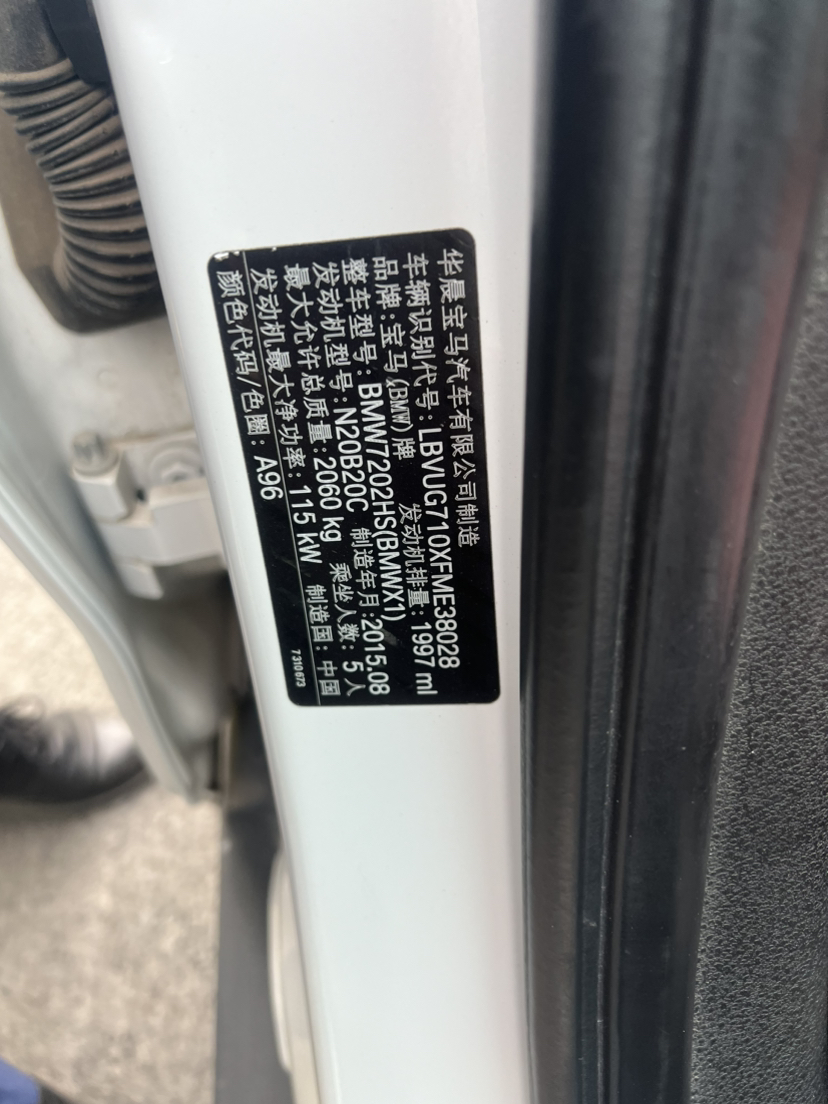 华晨宝马汽车有限公司制造
车辆识别代号:LBVUG710XFME38028
品牌:宝马(BMW)牌 发动机排量:1997 ml
整车型号:BMW7202HS(BMWX1)
发动机型号:N20B20C 制造年月:2015.08
最大允许总质量:2060 kg 乘坐人数:5人
发动机最大净功率:115 kW 制造国:中国
颜色代码/色圈:A96 7310673